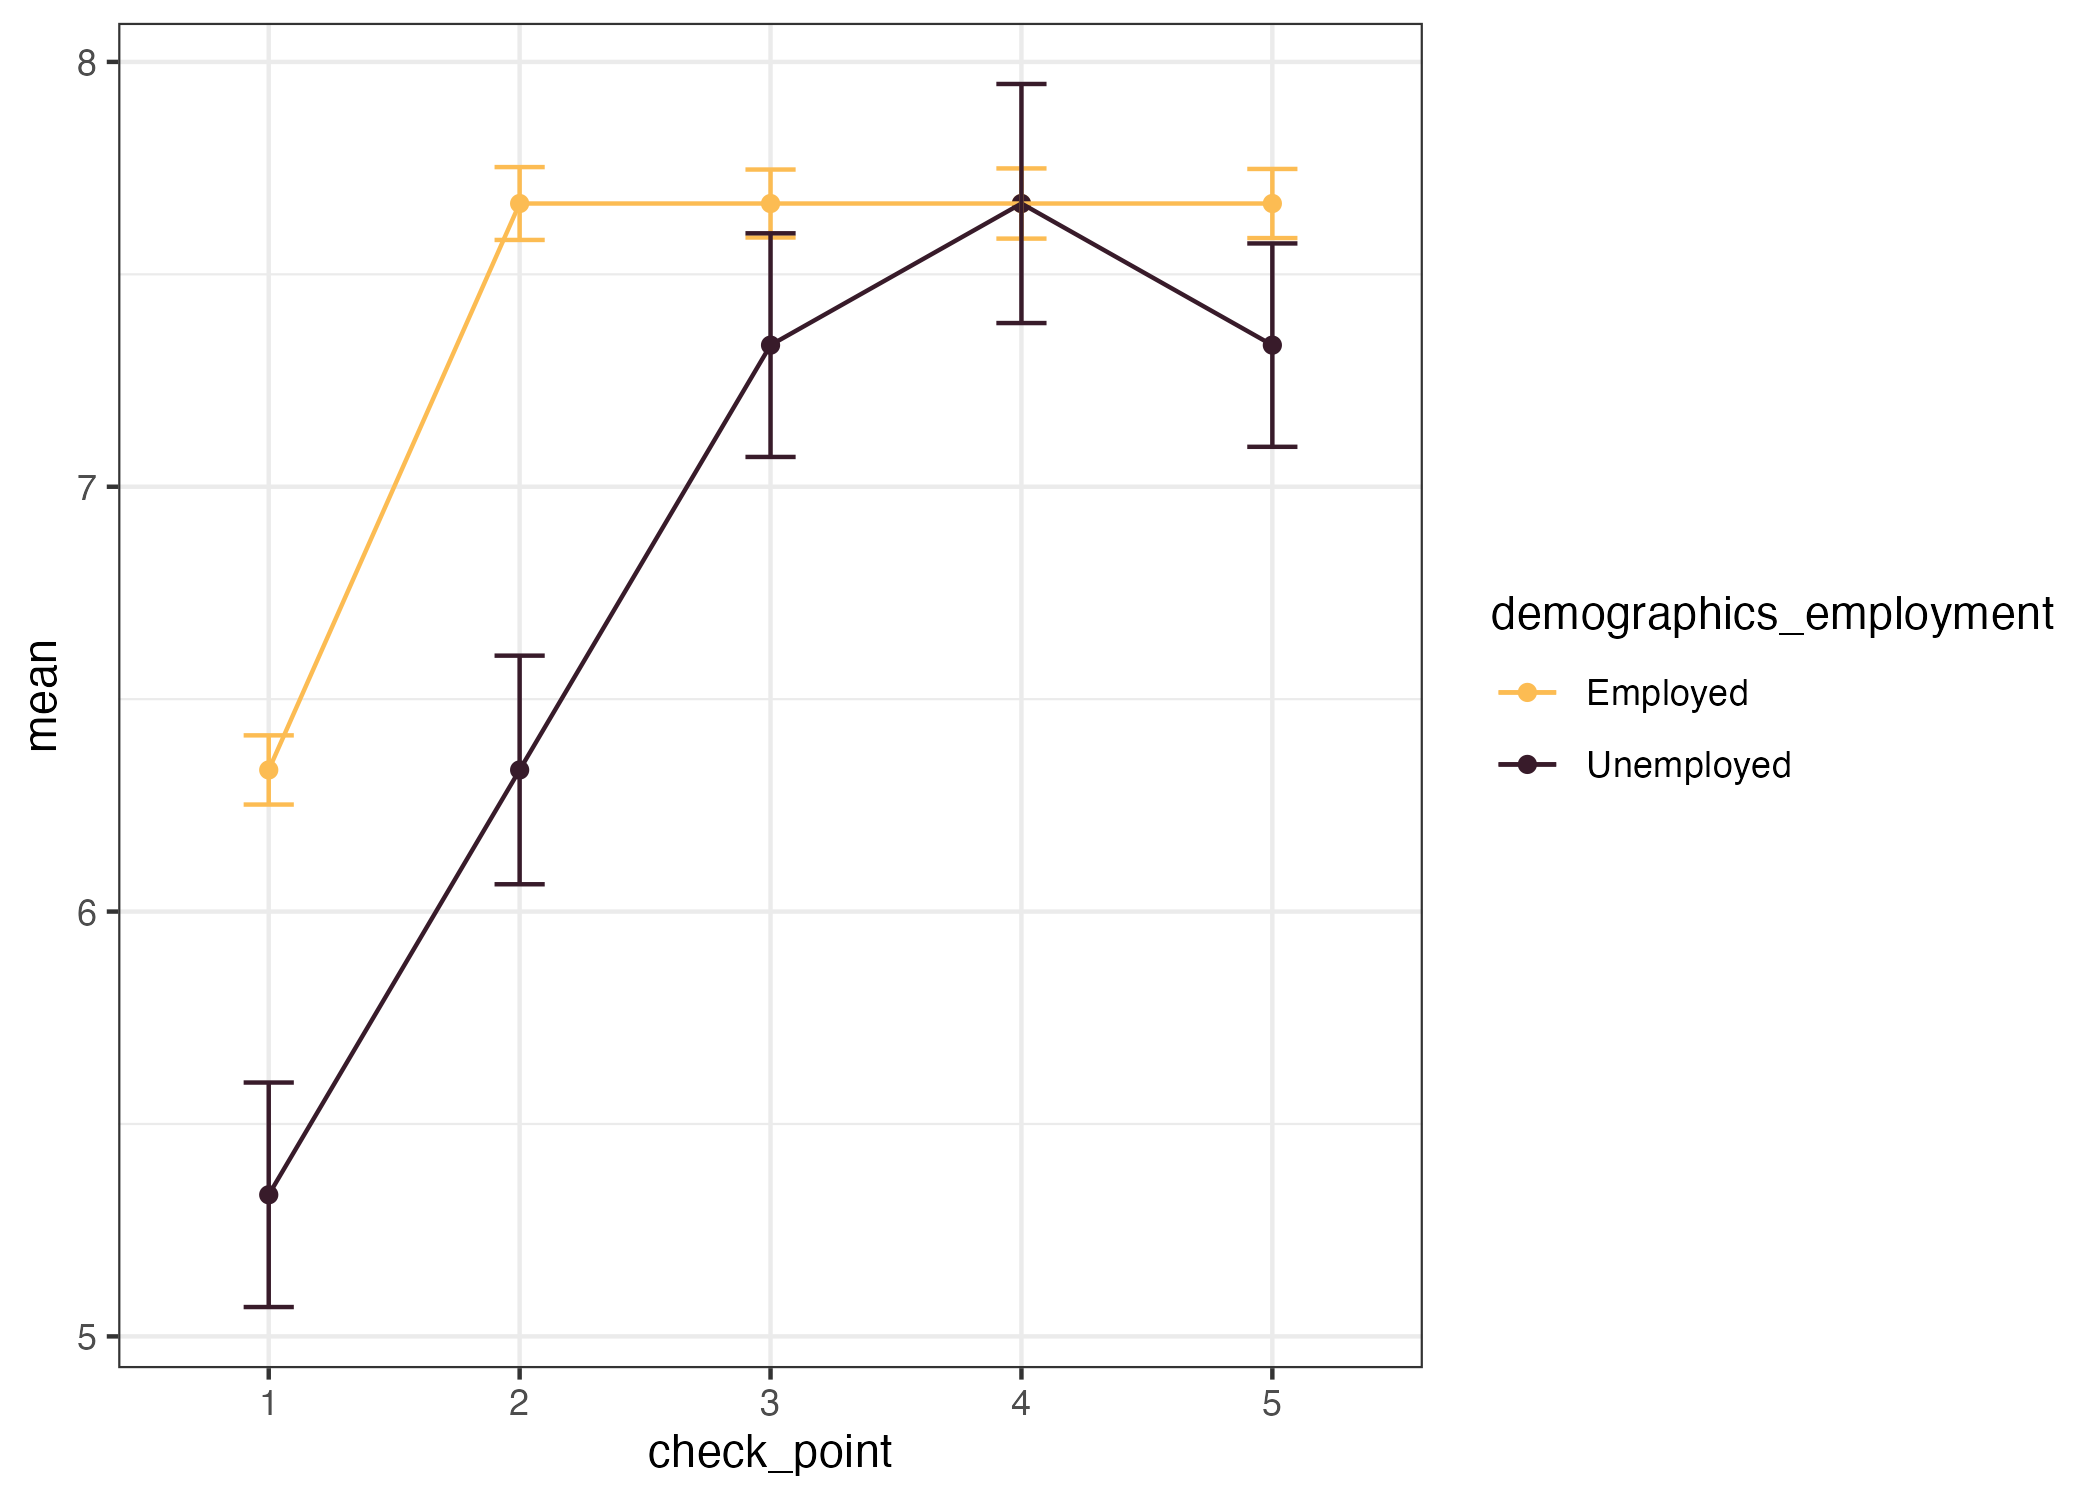 8
7
6
5
mean
1 2 3 4 5
check_point
demographics_employment
Employed
Unemployed